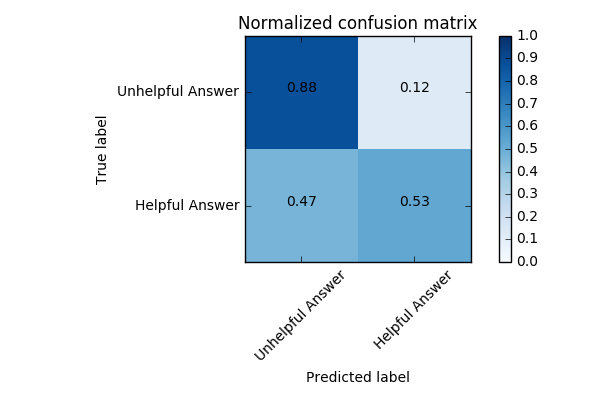 Normalized confusion matrix
True label
Unhelpful Answer
Helpful Answer
0.88
0.12
0.47
0.53
Unhelpful Answer
Helpful Answer
Predicted label
1.0
0.9
0.8
0.7
0.6
0.5
0.4
0.3
0.2
0.1
0.0